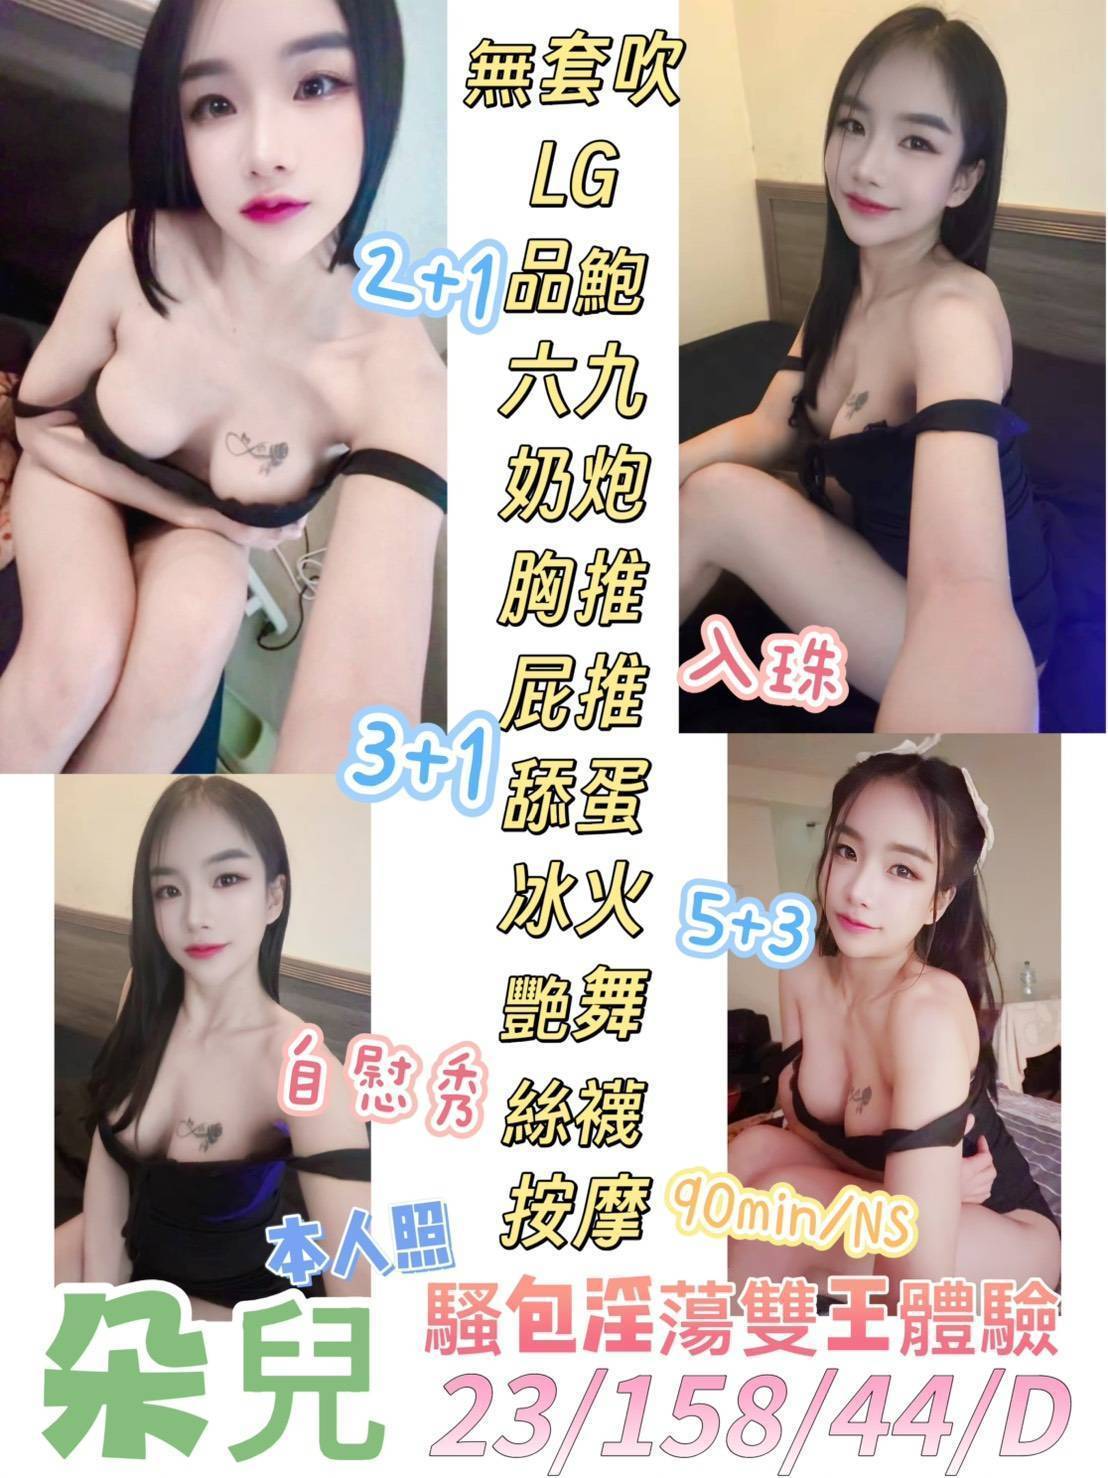 無套吹
LG
2+1
品鮑
六九
奶炮
胸推
入珠
屁推
3+1
舔蛋
冰火
5+3
艷舞
自慰秀
絲襪
按摩
90min/NS
本人照
朵兒
騷包淫蕩雙王體驗
23/158/44/D